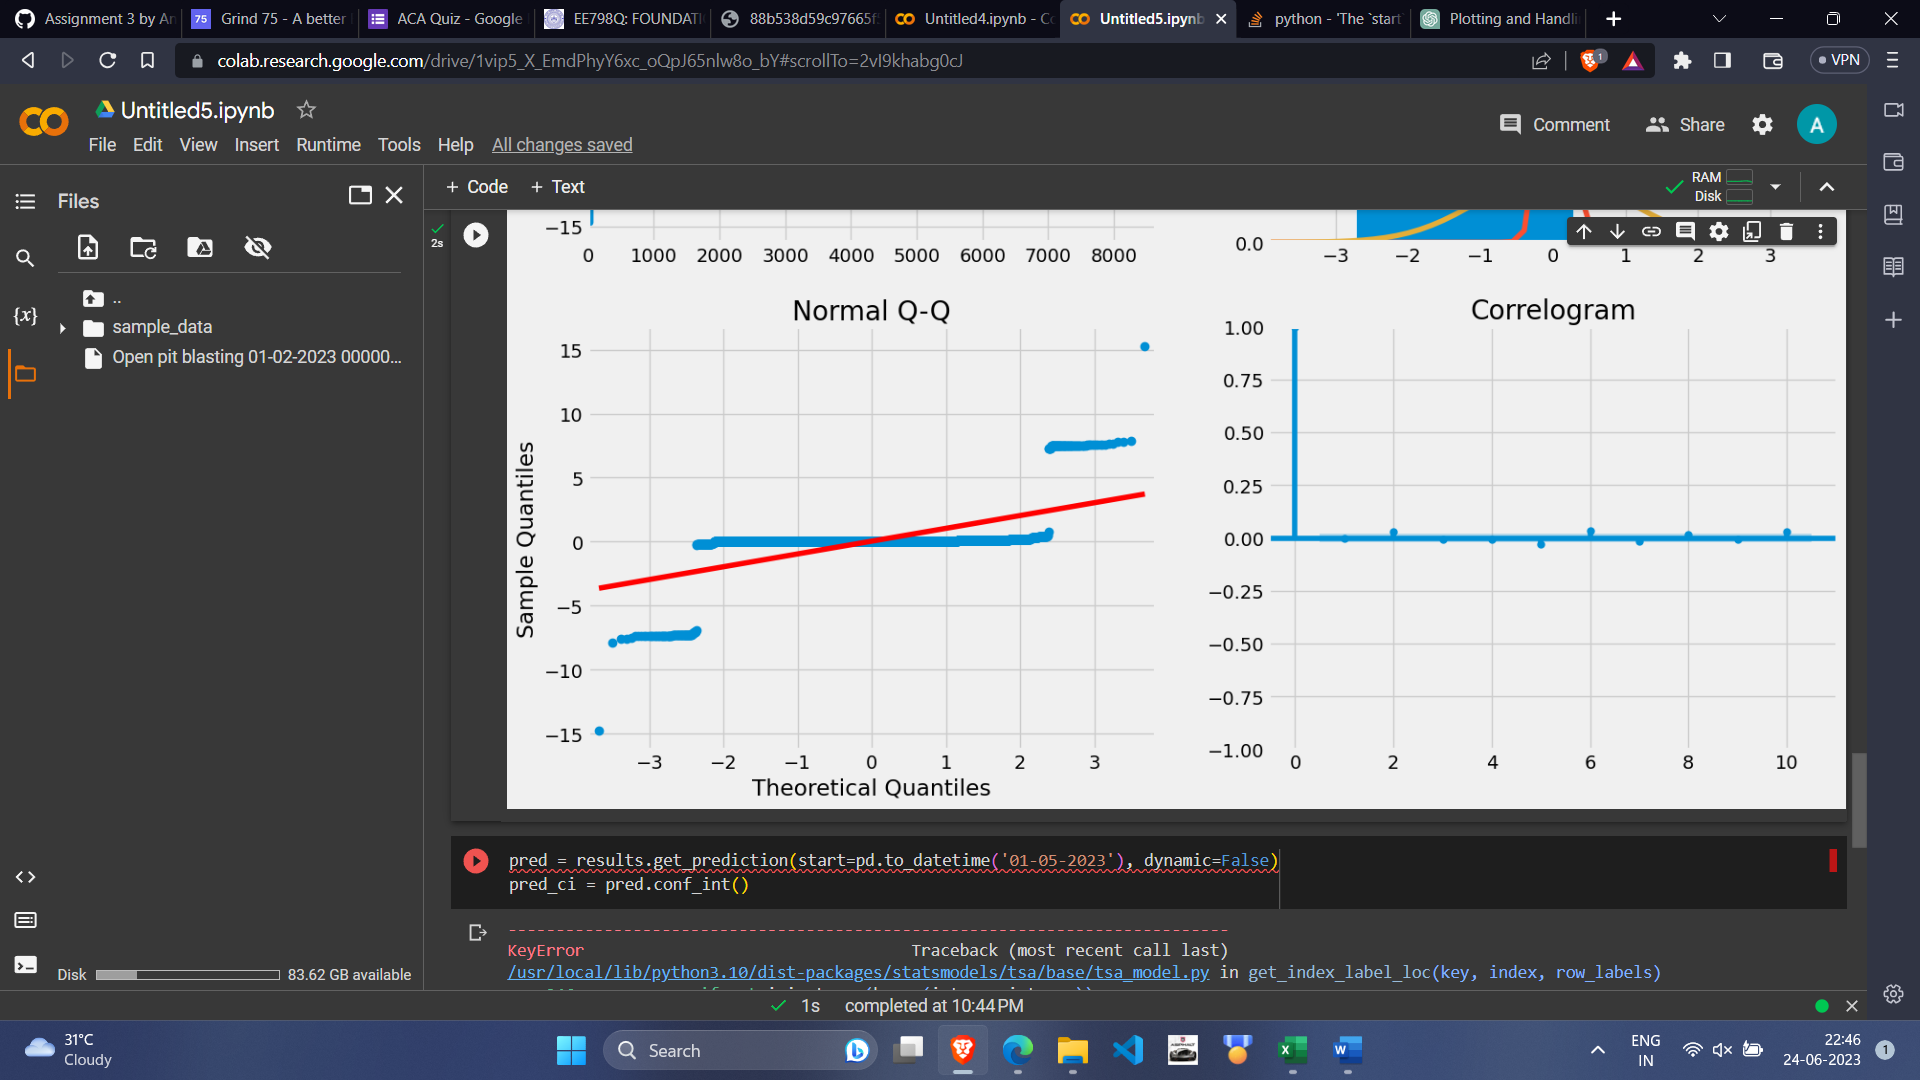 Assignment 3 by An
75 Grind 75 - A better
ACA Quiz - Google
EE798Q: FOUNDATI
88b538d59c97665f
Untitled4.ipynb - Co
Untitled5.ipynb
python - 'The `start
Plotting and Handli
colab.research.google.com/drive/1vip5_X_EmdPhyY6xc_oQpJ65nlw8o_bY#scrollTo=2vI9khabg0cJ
1
VPN
Untitled5.ipynb
File Edit View Insert Runtime Tools Help All changes saved
Comment Share A
Files
+ Code + Text
RAM
Disk
..
sample_data
Open pit blasting 01-02-2023 00000...
{x}
2s
−15
0 1000 2000 3000 4000 5000 6000 7000 8000
0.0
−3 −2 −1 0 1 2 3
Normal Q-Q
15
10
5
0
−5
−10
−15
Sample Quantiles
−3 −2 −1 0 1 2 3
Theoretical Quantiles
Correlogram
1.00
0.75
0.50
0.25
0.00
−0.25
−0.50
−0.75
−1.00
0 2 4 6 8 10
pred = results.get_prediction(start=pd.to_datetime('01-05-2023'), dynamic=False)
pred_ci = pred.conf_int()
---------------------------------------------------------------------------
KeyError Traceback (most recent call last)
/usr/local/lib/python3.10/dist-packages/statsmodels/tsa/base/tsa_model.py in get_index_label_loc(key, index, row_labels)
Disk 83.62 GB available
1s completed at 10:44 PM
31°C
Cloudy
Search
ENG
IN
22:46
24-06-2023
1